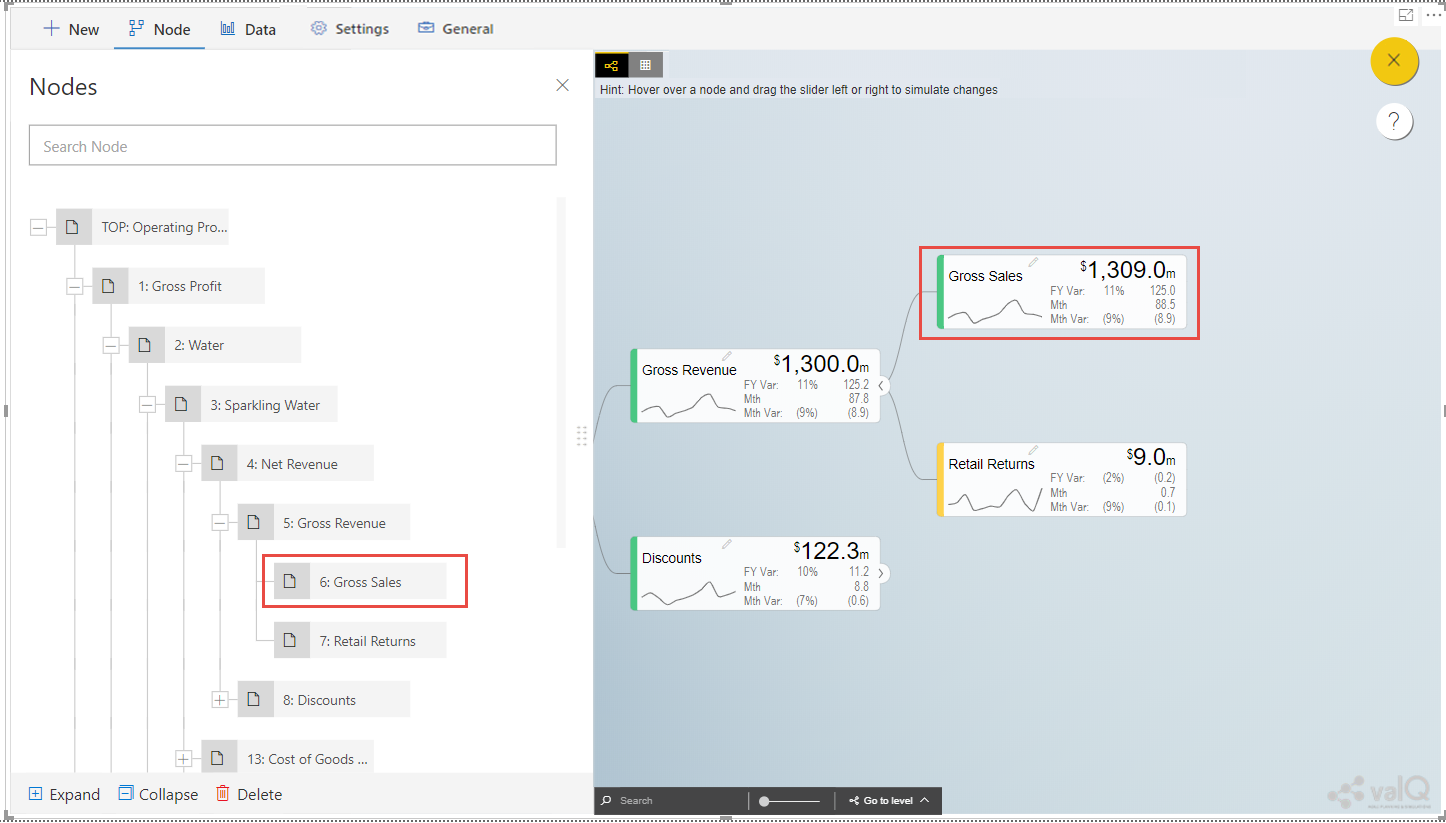 New
Node
Data
Settings
General
Nodes
Search Node
TOP: Operating Pro...
1: Gross Profit
2: Water
3: Sparkling Water
4: Net Revenue
5: Gross Revenue
6: Gross Sales
7: Retail Returns
8: Discounts
13: Cost of Goods ...
Expand
Collapse
Delete
Hint: Hover over a node and drag the slider left or right to simulate changes
?
Gross Sales
$1,309.0m
FY Var: 11% 125.0
Mth 88.5
Mth Var: (9%) (8.9)
Gross Revenue
$1,300.0m
FY Var: 11% 125.2
Mth 87.8
Mth Var: (9%) (8.9)
Retail Returns
$9.0m
FY Var: (2%) (0.2)
Mth 0.7
Mth Var: (9%) (0.1)
Discounts
$122.3m
FY Var: 10% 11.2
Mth 8.8
Mth Var: (7%) (0.6)
Search
Go to level
valQ